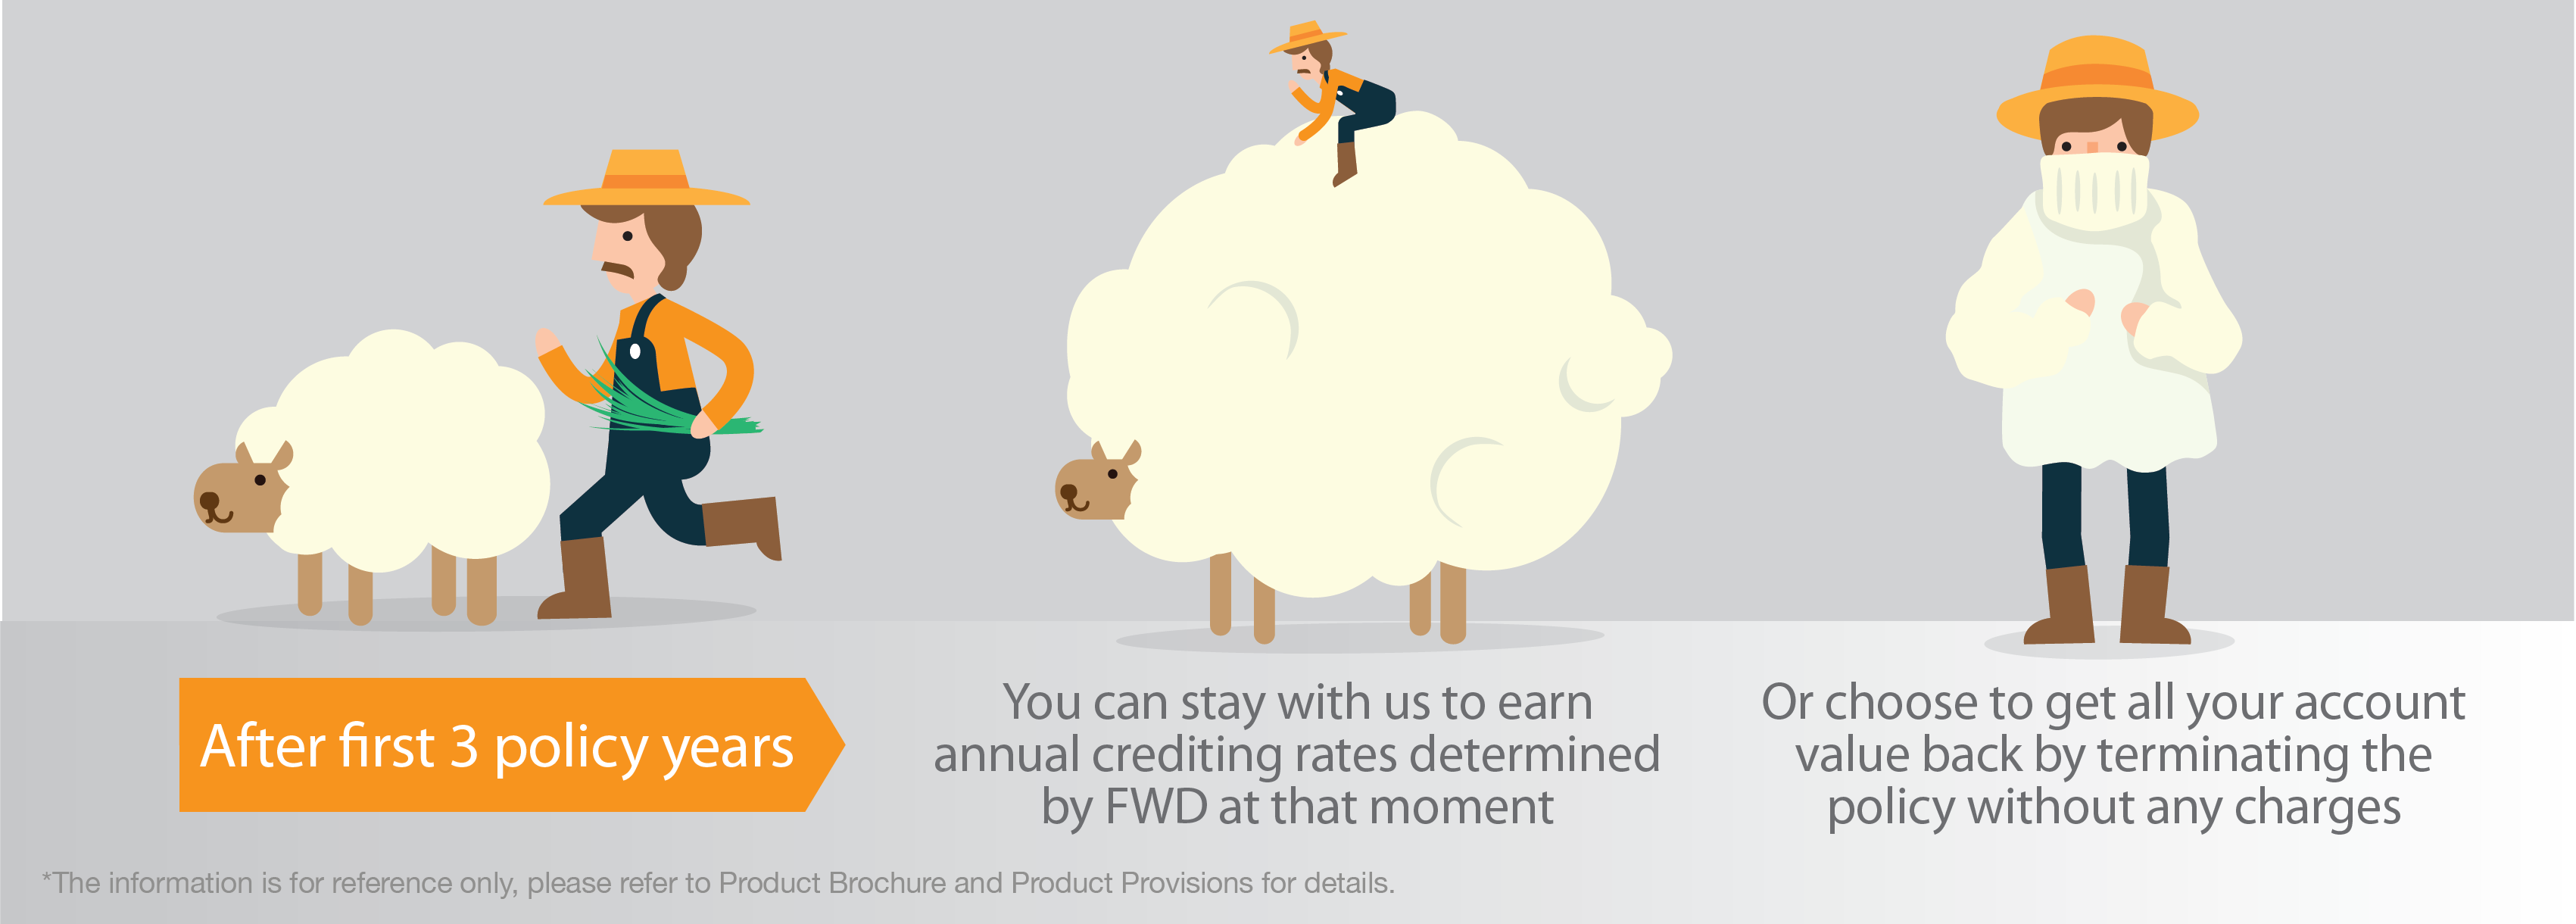 After first 3 policy years
You can stay with us to earn
annual crediting rates determined
by FWD at that moment
Or choose to get all your account
value back by terminating the
policy without any charges
*The information is for reference only, please refer to Product Brochure and Product Provisions for details.